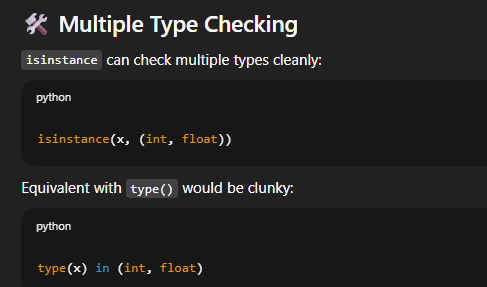 🛠 Multiple Type Checking
isinstance can check multiple types cleanly:
python
isinstance(x, (int, float))
Equivalent with type() would be clunky:
python
type(x) in (int, float)